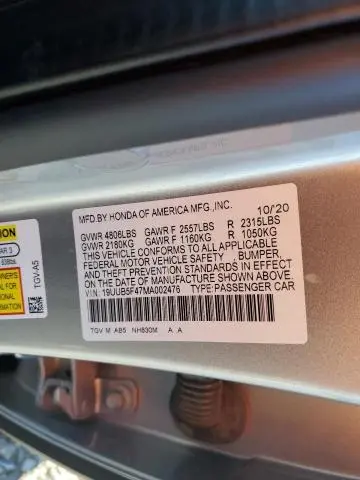 MFD.BY HONDA OF AMERICA MFG.,INC. 10/20
GVWR 4806LBS GAWR F 2557LBS R 2315LBS
GVWR 2180KG GAWR F 1160KG R 1050KG
THIS VEHICLE CONFORMS TO ALL APPLICABLE
FEDERAL MOTOR VEHICLE SAFETY , BUMPER,
AND THEFT PREVENTION STANDARDS IN EFFECT
ON THE DATE OF MANUFACTURE SHOWN ABOVE.
VIN: 19UUB5F47MA002476 TYPE:PASSENGER CAR
TGV M AB5 NH830M A A
TGV-A5